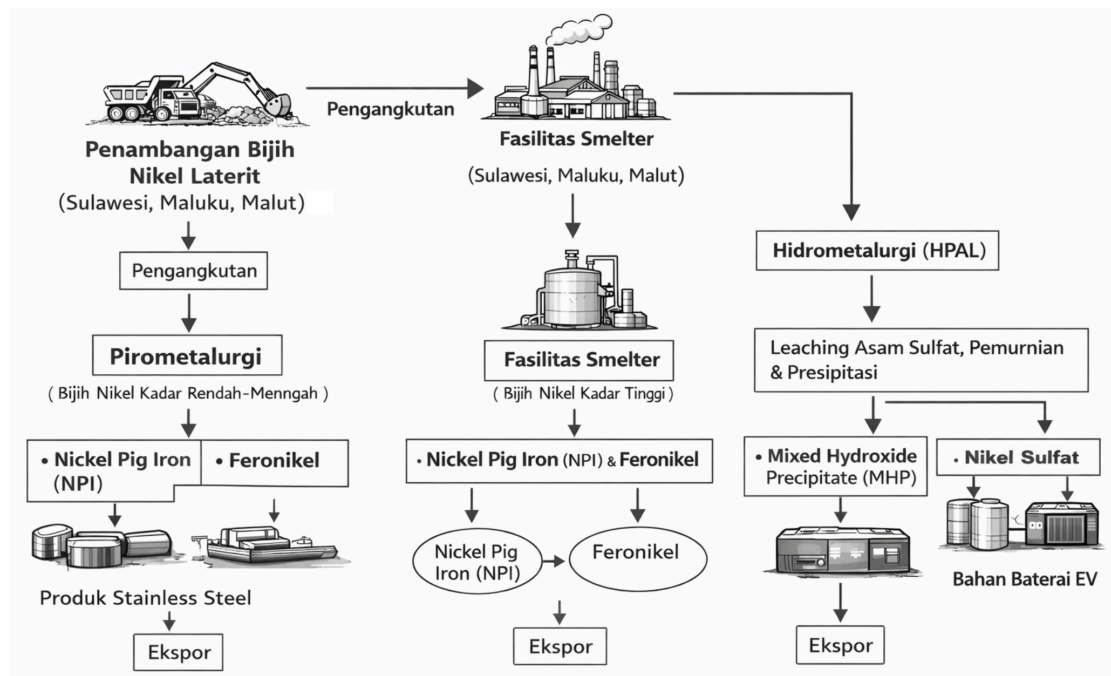 Pengangkutan
Penambangan Bijih
Nikel Laterit
(Sulawesi, Maluku, Malut)
Pengangkutan
Pirometalurgi
( Bijih Nikel Kadar Rendah-Menngah )
• Nickel Pig Iron
(NPI)
• Feronikel
Produk Stainless Steel
Ekspor
Fasilitas Smelter
(Sulawesi, Maluku, Malut)
Fasilitas Smelter
( Bijih Nikel Kadar Tinggi )
• Nickel Pig Iron (NPI) & Feronikel
Nickel Pig
Iron (NPI)
Feronikel
Ekspor
Hidrometalurgi (HPAL)
Leaching Asam Sulfat, Pemurnian
& Presipitasi
• Mixed Hydroxide
Precipitate (MHP)
• Nikel Sulfat
Bahan Baterai EV
Ekspor